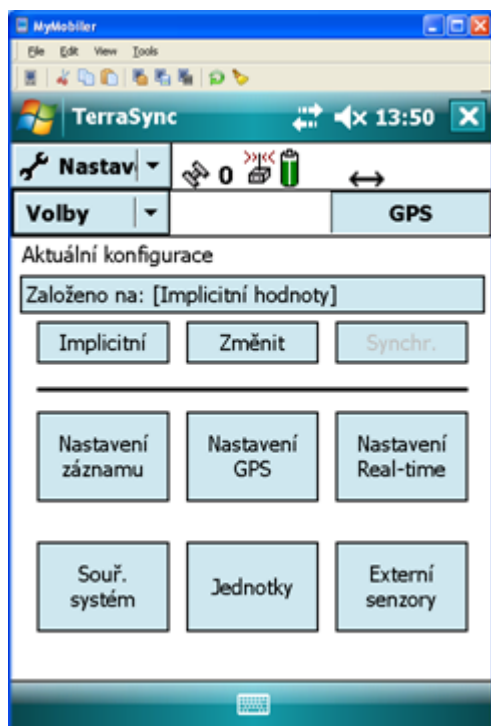 MyMobiler
File Edit View Tools
TerraSync 13:50
Nastav 0
Volby GPS
Aktuální konfigurace
Založeno na: [Implicitní hodnoty]
Implicitní Změnit Synchr.
Nastavení Nastavení Nastavení
záznamu GPS Real-time
Souř. Jednotky Externí
systém senzory